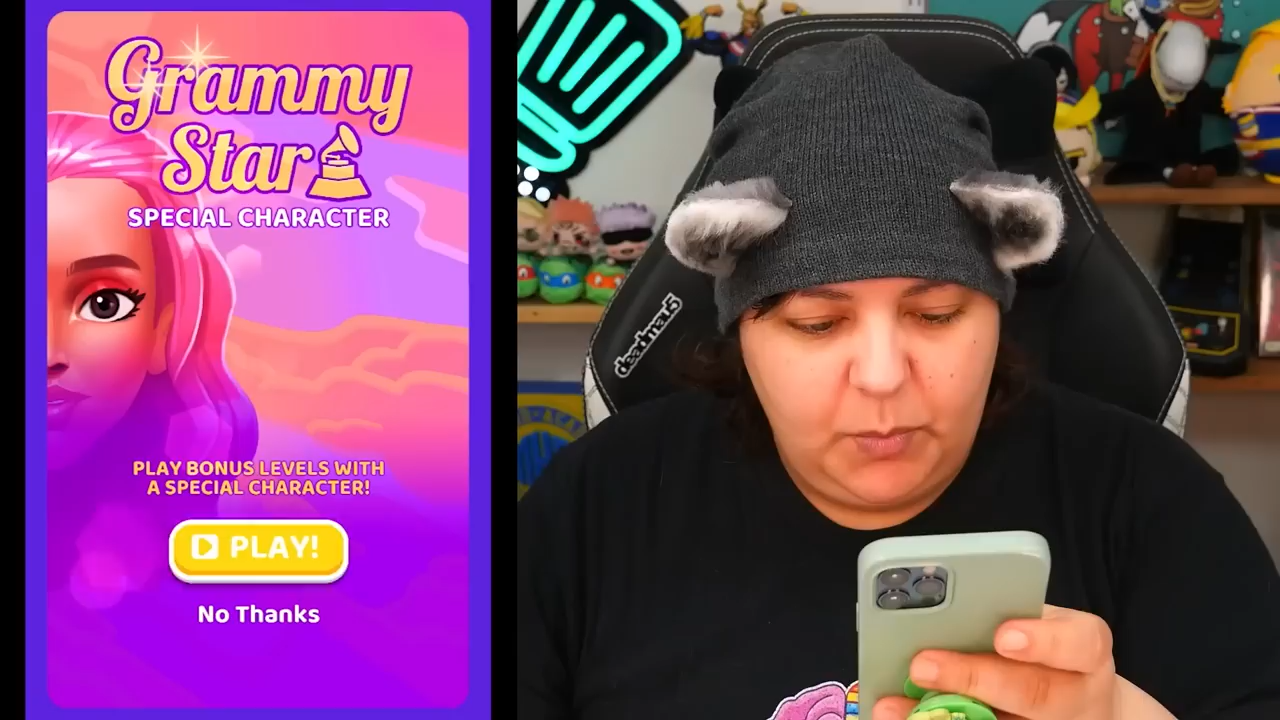 Grammy
Star
SPECIAL CHARACTER
PLAY BONUS LEVELS WITH
A SPECIAL CHARACTER!
PLAY!
No Thanks
deadmau5